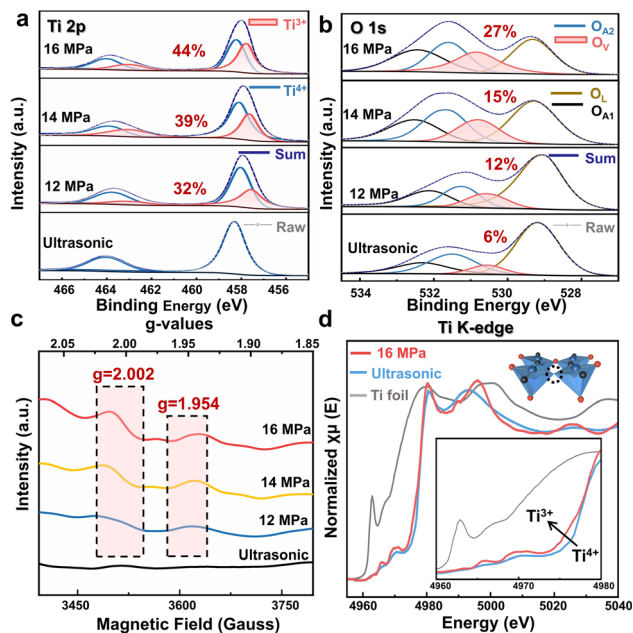 a
Ti 2p
Ti3+
16 MPa
44%
Ti4+
14 MPa
39%
Sum
12 MPa
32%
Raw
Ultrasonic
Intensity (a.u.)
466 464 462 460 458 456
Binding Energy (eV)
b
O 1s
27%
OA2
OV
16 MPa
15%
OL
OA1
14 MPa
12%
Sum
12 MPa
6%
Raw
Ultrasonic
Intensity (a.u.)
534 531 529 527
Binding Energy (eV)
c
g-values
2.05 2.00 1.95 1.90 1.85
g=2.002
g=1.954
16 MPa
14 MPa
12 MPa
Ultrasonic
Intensity (a.u.)
3450 3600 3750
Magnetic Field (Gauss)
d
Ti K-edge
16 MPa
Ultrasonic
Ti foil
Normalized χμ (E)
Ti3+
Ti4+
4960 4970 4980
4960 4980 5000 5020 5040
Energy (eV)